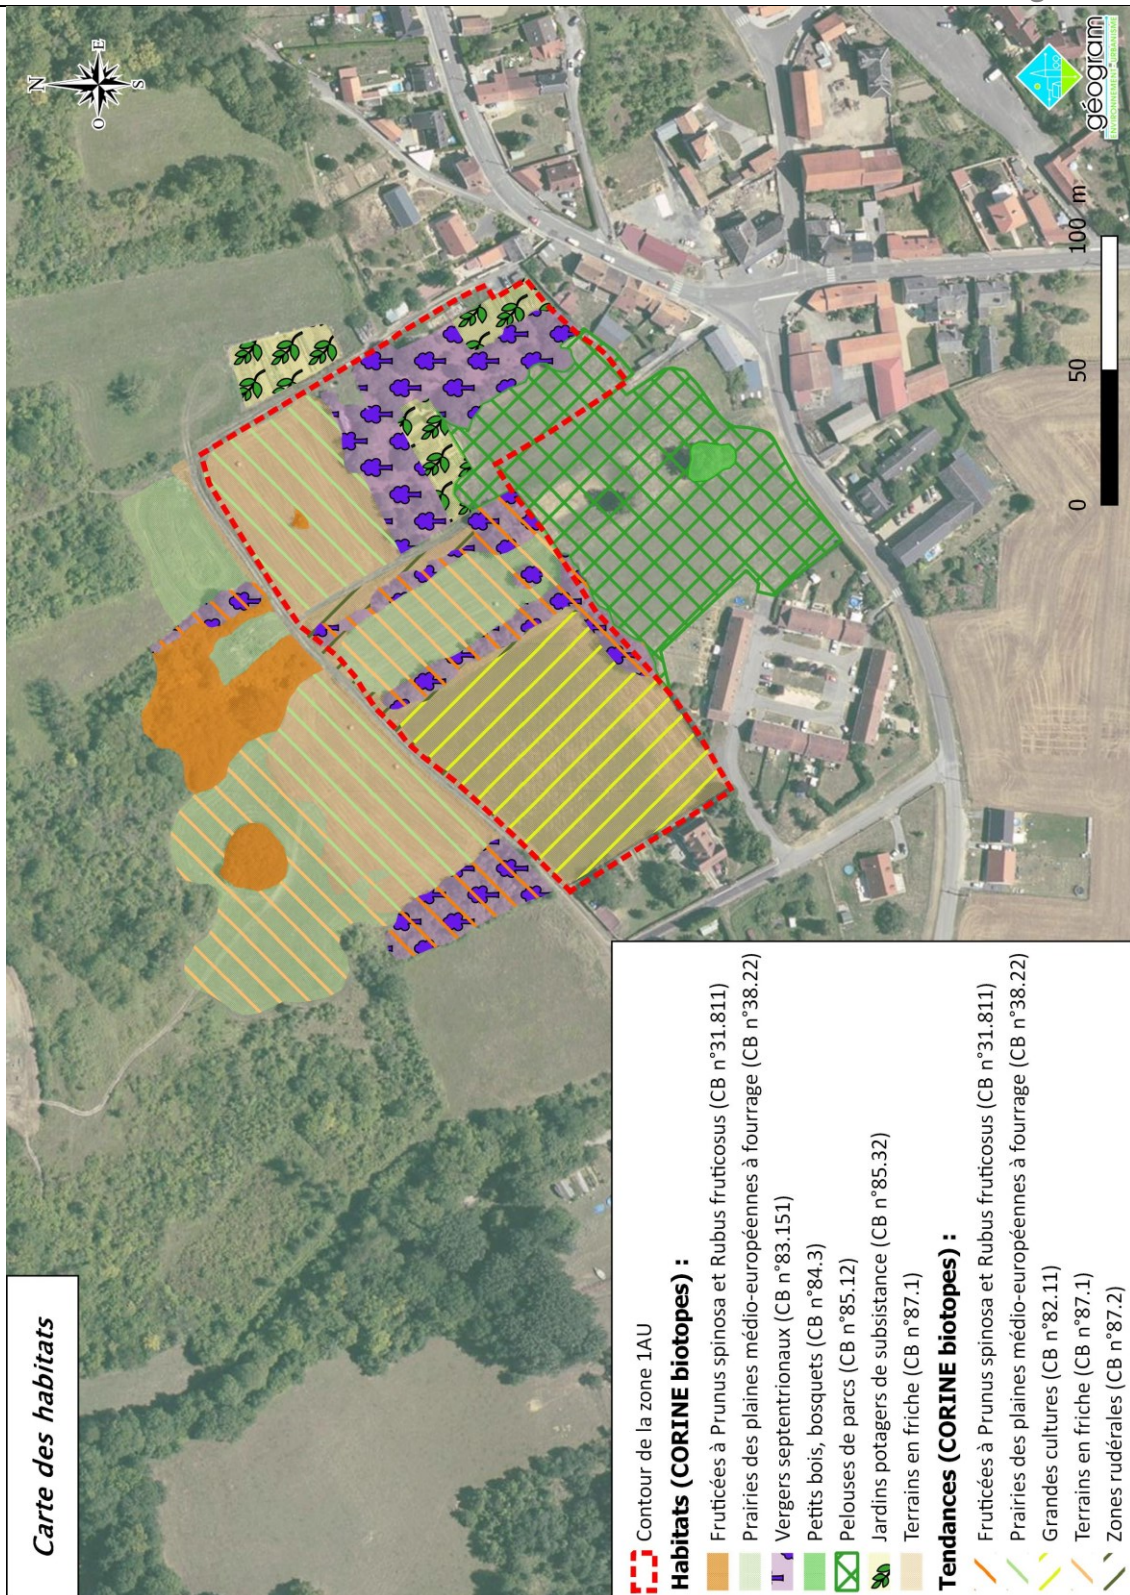 Carte des habitats
N
E
S
O
géogram
ENVIRONNEMENT URBANISME
0 50 100 m
Contour de la zone 1AU
Habitats (CORINE biotopes) :
Fruticées à Prunus spinosa et Rubus fruticosus (CB n°31.811)
Prairies des plaines médio-européennes à fourrage (CB n°38.22)
Vergers septentrionaux (CB n°83.151)
Petits bois, bosquets (CB n°84.3)
Pelouses de parcs (CB n°85.12)
Jardins potagers de subsistance (CB n°85.32)
Terrains en friche (CB n°87.1)
Tendances (CORINE biotopes) :
Fruticées à Prunus spinosa et Rubus fruticosus (CB n°31.811)
Prairies des plaines médio-européennes à fourrage (CB n°38.22)
Grandes cultures (CB n°82.11)
Terrains en friche (CB n°87.1)
Zones rudérales (CB n°87.2)